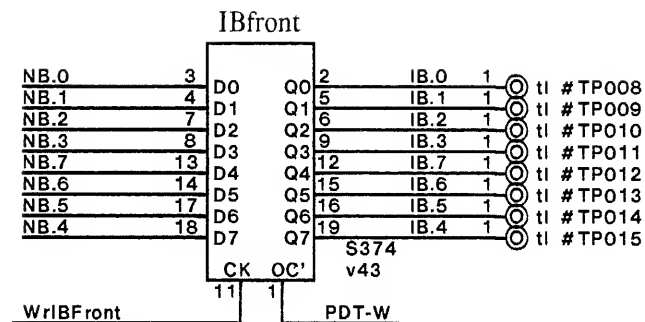 IBfront
NB.0 3 D0 Q0 2 IB.0 1 tl #TP008
NB.1 4 D1 Q1 5 IB.1 1 tl #TP009
NB.2 7 D2 Q2 6 IB.2 1 tl #TP010
NB.3 8 D3 Q3 9 IB.3 1 tl #TP011
NB.7 13 D4 Q4 12 IB.7 1 tl #TP012
NB.6 14 D5 Q5 15 IB.6 1 tl #TP013
NB.5 17 D6 Q6 16 IB.5 1 tl #TP014
NB.4 18 D7 Q7 19 IB.4 1 tl #TP015
S374
CK OC' v43
11 1
WrIBFront PDT-W